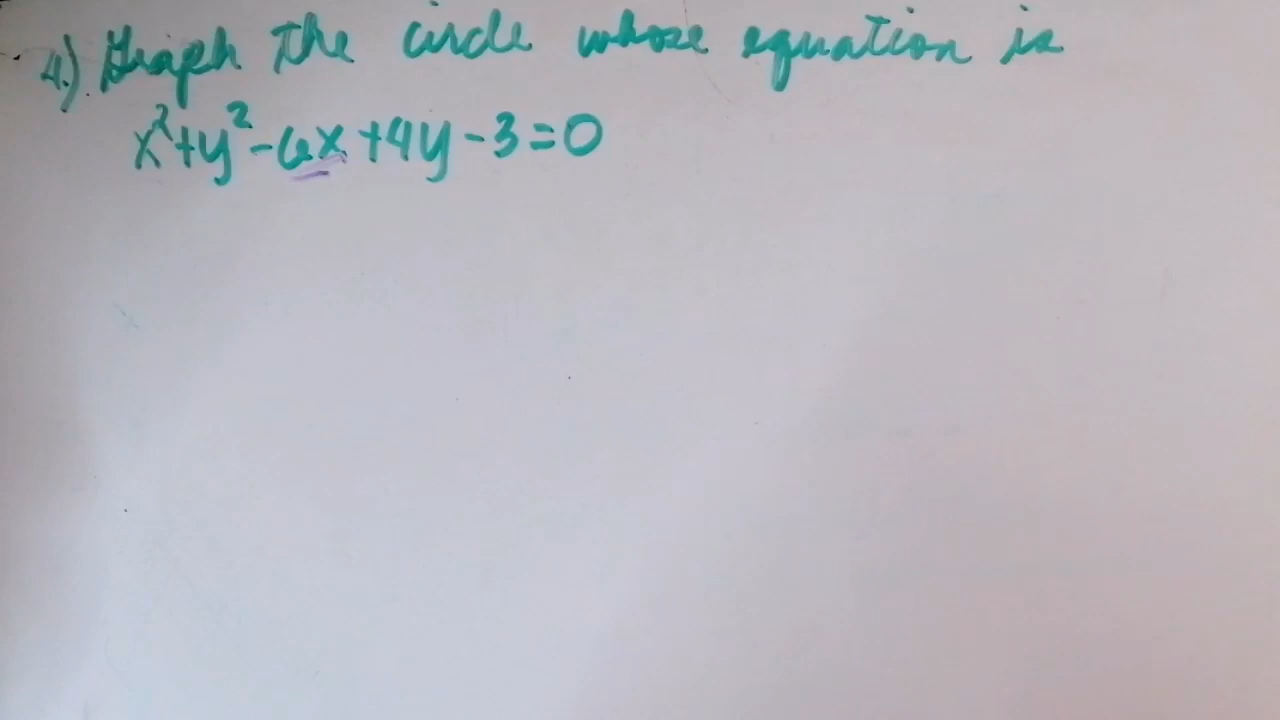 4.) Graph the circle whose equation is
x²+y²-6x+4y-3=0